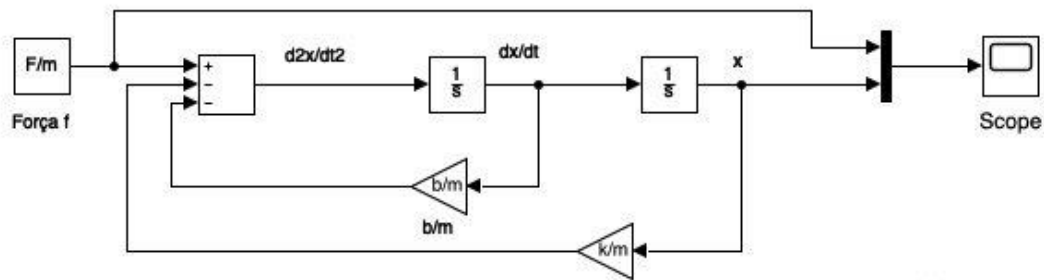 d2x/dt2
dx/dt
x
F/m
+
−
−
1
s
1
s
Força f
Scope
b/m
b/m
k/m